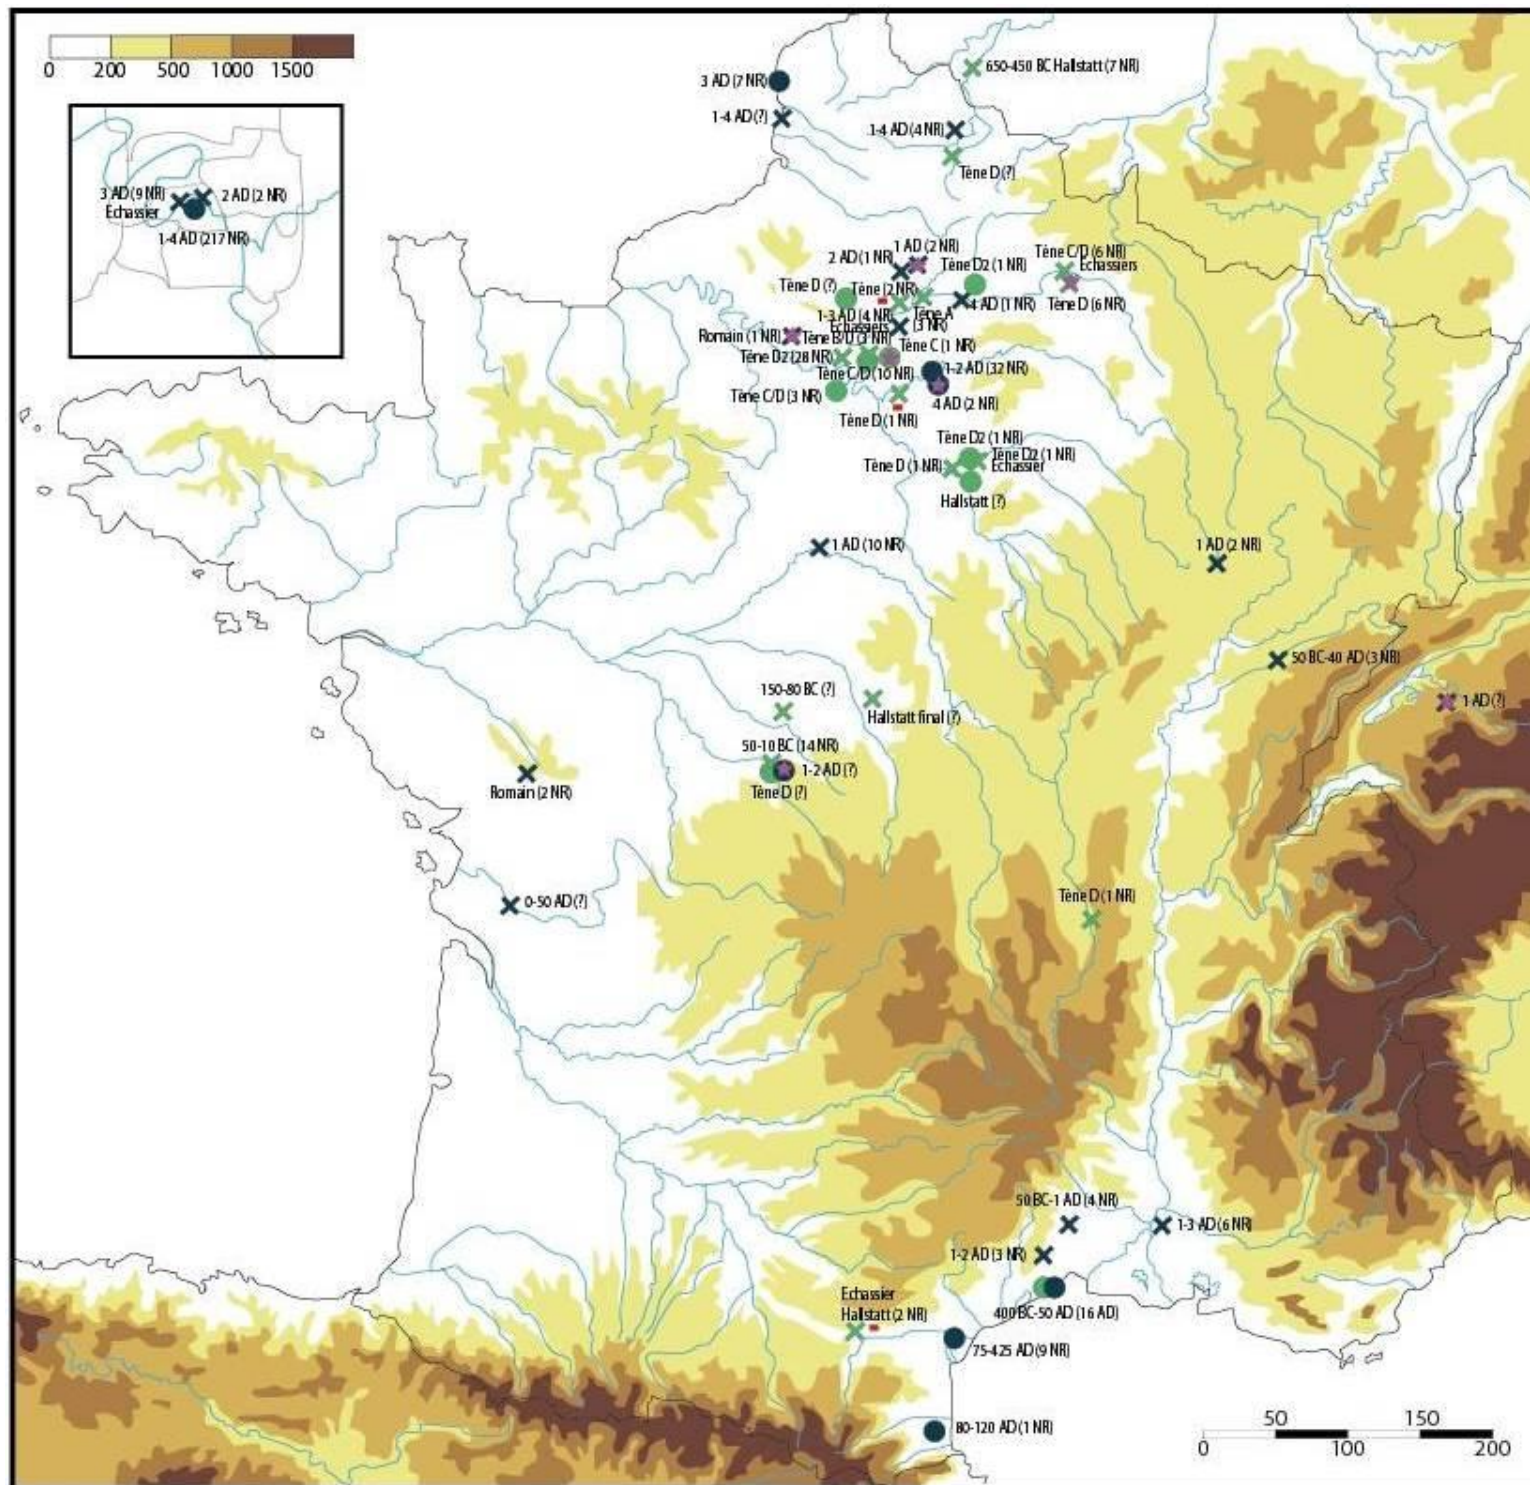 0 200 500 1000 1500
3 AD (9 NR)
Echassier
2 AD (2 NR)
1-4 AD (217 NR)
650-450 BC Hallstatt (7 NR)
3 AD (7 NR)
1-4 AD (?)
1-4 AD (4 NR)
Tène D (?)
1 AD (2 NR)
2 AD (1 NR)
Tène D2 (1 NR)
Tène C/D (6 NR)
Echassiers
Tène D (?)
Tène (2 NR)
4 AD (1 NR)
Tène D (6 NR)
1-3 AD (4 NR)
Echassiers
Tène A
(3 NR)
Romain (1 NR)
Tène B/D (3 NR)
Tène C (1 NR)
Tène D2 (28 NR)
Tène C/D (10 NR)
1-2 AD (32 NR)
Tène C/D (3 NR)
4 AD (2 NR)
Tène D (1 NR)
Tène D2 (1 NR)
Tène D2 (1 NR)
Echassier
Tène D (1 NR)
Hallstatt (?)
1 AD (10 NR)
1 AD (2 NR)
50 BC-40 AD (3 NR)
150-80 BC (?)
Hallstatt final (?)
1 AD (?)
50-10 BC (14 NR)
1-2 AD (?)
Tène D (?)
Romain (2 NR)
0-50 AD (?)
Tène D (1 NR)
50 BC-1 AD (4 NR)
1-3 AD (6 NR)
1-2 AD (3 NR)
Echassier
Hallstatt (2 NR)
400 BC-50 AD (16 AD)
75-425 AD (9 NR)
80-120 AD (1 NR)
50 150
0 100 200